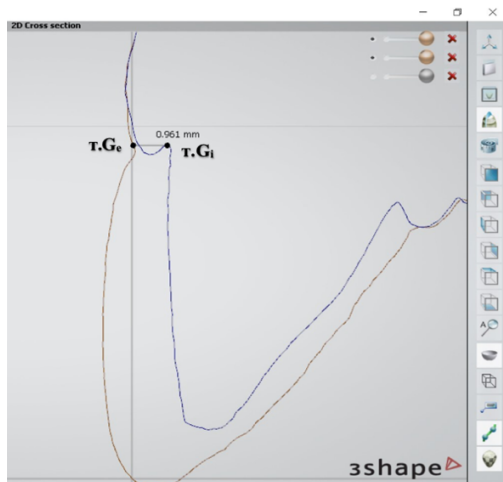 2D Cross section
0.961 mm
т.Gₑ
т.Gᵢ
3shape